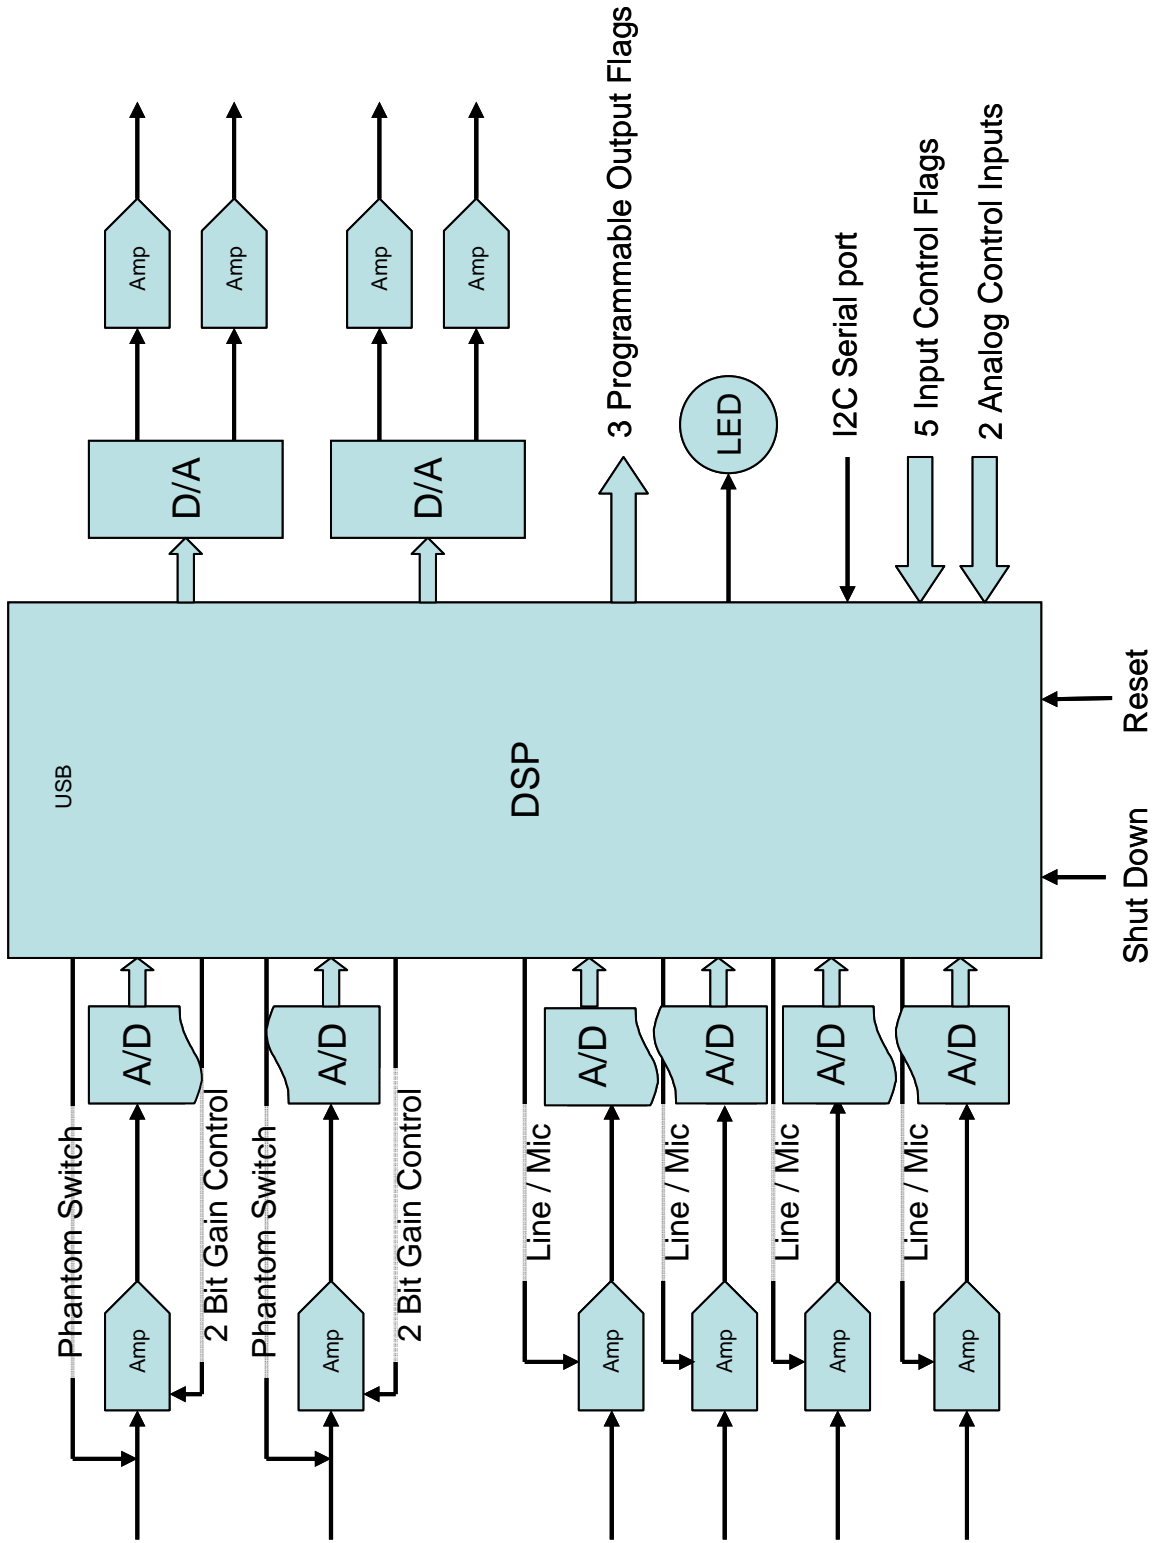 Phantom Switch
Amp
A/D
2 Bit Gain Control
Phantom Switch
Amp
A/D
2 Bit Gain Control
Line / Mic
Amp
A/D
Line / Mic
Amp
A/D
Line / Mic
Amp
A/D
Line / Mic
Amp
A/D
USB
DSP
Shut Down
Reset
D/A
Amp
Amp
D/A
Amp
Amp
3 Programmable Output Flags
LED
I2C Serial port
5 Input Control Flags
2 Analog Control Inputs